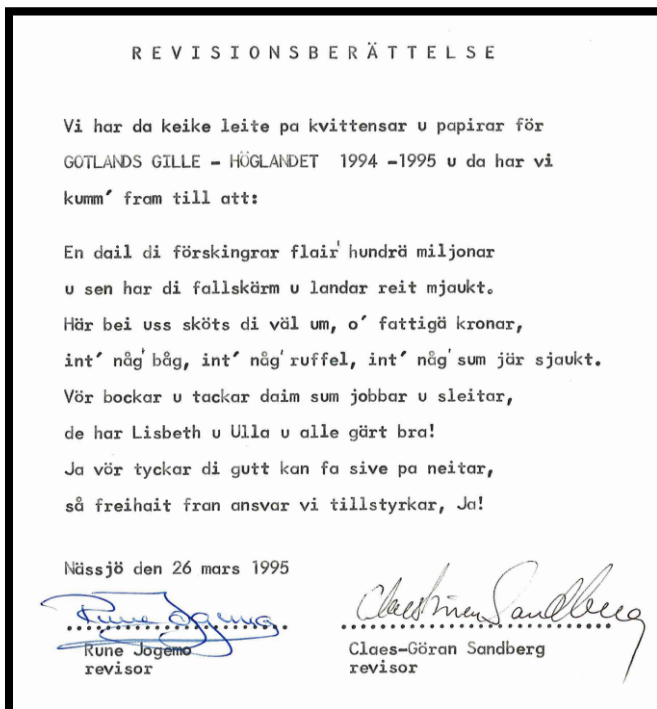 REVISIONSBERÄTTELSE
Vi har da keike leite pa kvittensar u papirar för
GOTLANDS GILLE - HÖGLANDET 1994 -1995 u da har vi
kumm' fram till att:
En dail di förskingrar flair' hundrä miljonar
u sen har di fallskärm u landar reit mjaukt.
Här bei uss sköts di väl um, o' fattigä kronar,
int' någ' båg, int' någ' ruffel, int' någ' sum jär sjaukt.
Vör bockar u tackar daim sum jobbar u sleitar,
de har Lisbeth u Ulla u alle gärt bra!
Ja vör tyckar di gutt kan fa sive pa neitar,
så freihait fran ansvar vi tillstyrkar, Ja!
Nässjö den 26 mars 1995
Rune Jogemo
Claes-Göran Sandberg
Rune Jogemo
Claes-Göran Sandberg
revisor
revisor